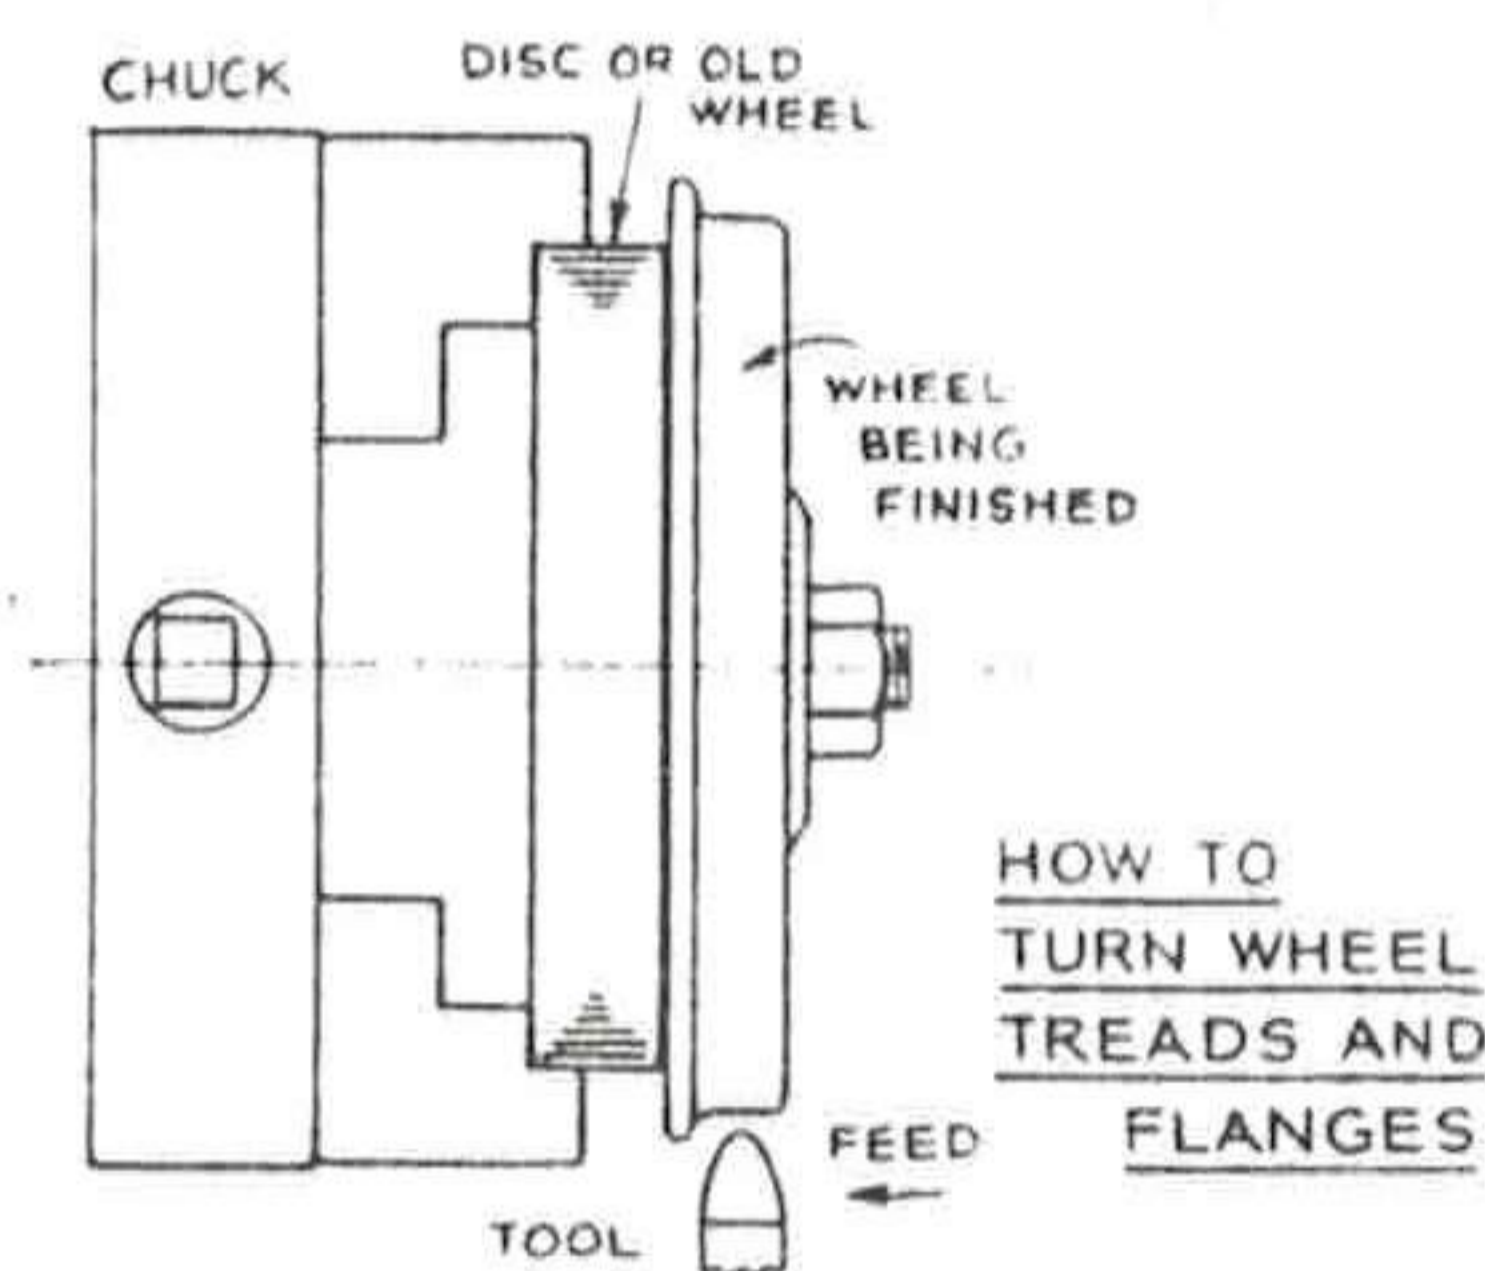 CHUCK
DISC OR OLD
WHEEL
WHEEL
BEING
FINISHED
HOW TO
TURN WHEEL
TREADS AND
FLANGES
FEED
TOOL